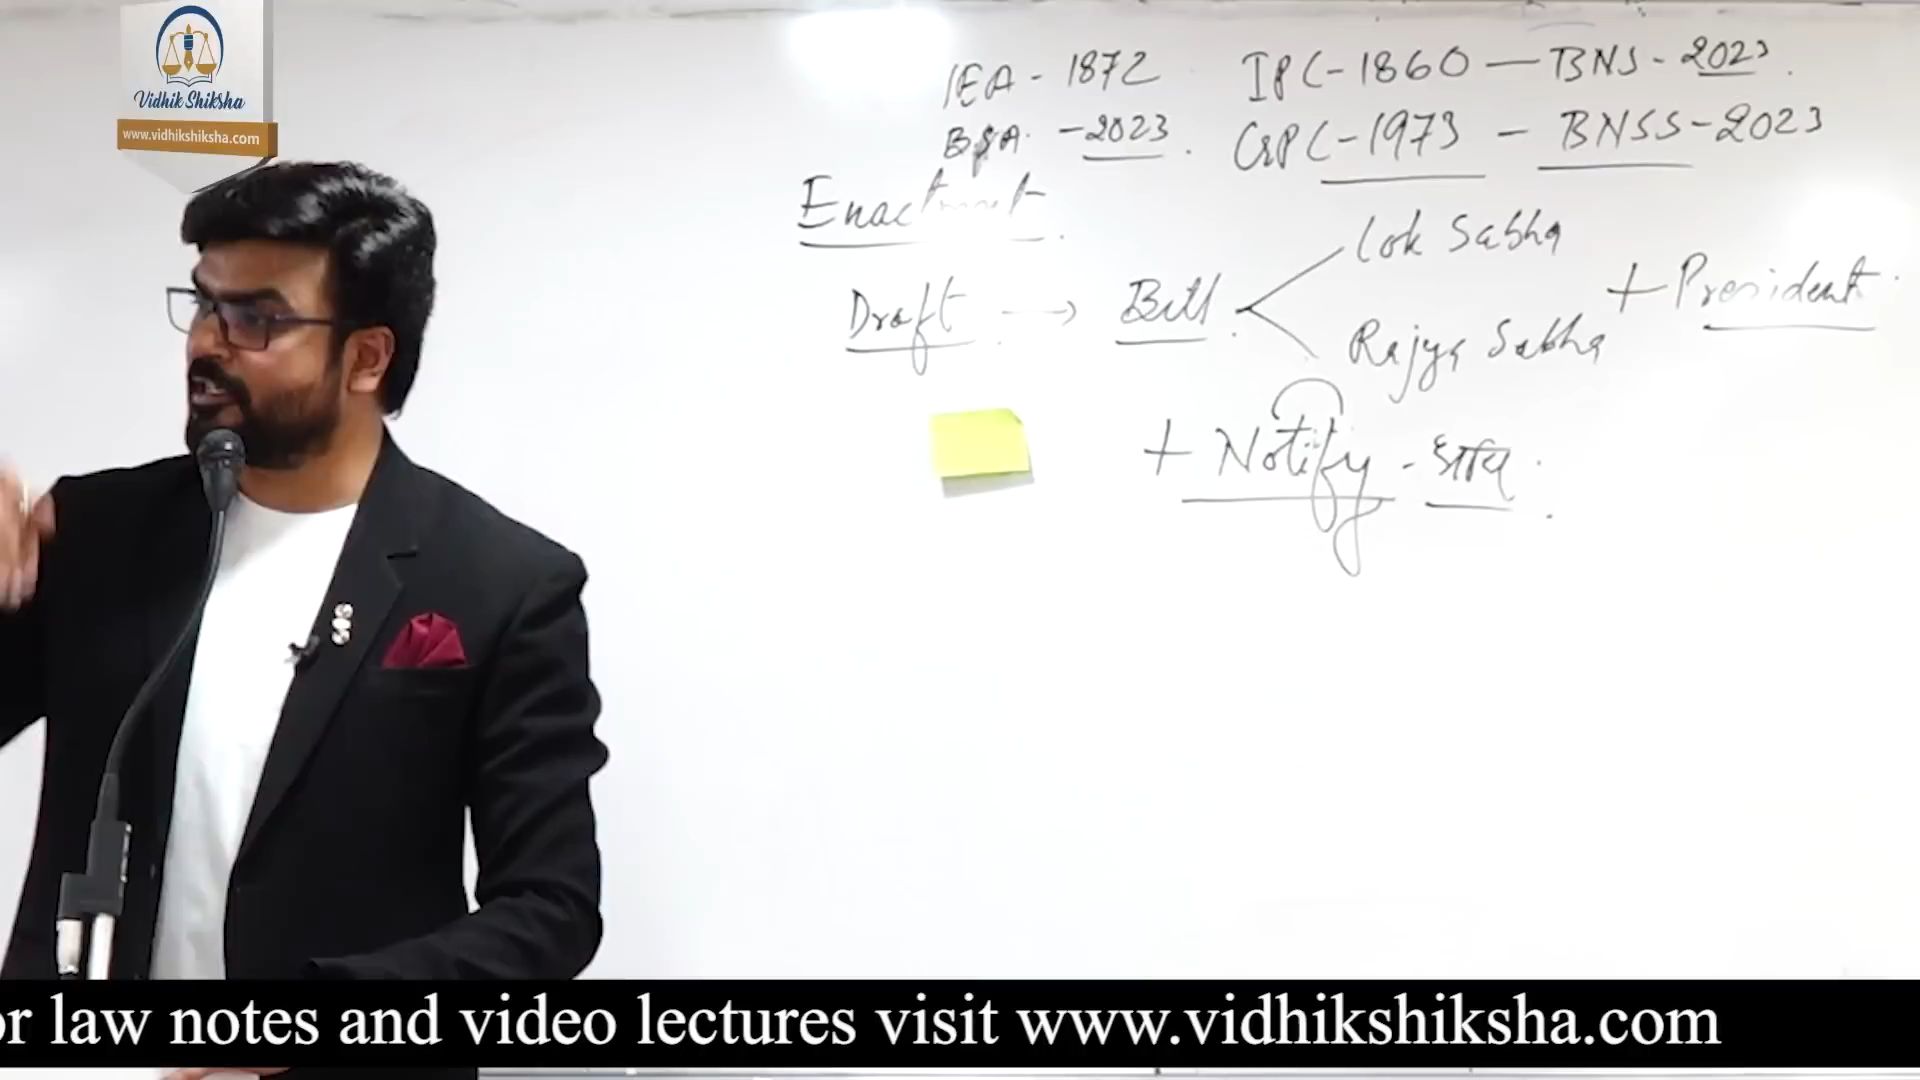 Vidhik Shiksha
www.vidhikshiksha.com
IEA - 1872 IPC - 1860 — BNS - 2023.
BSA. - 2023. CrPC - 1973 - BNSS - 2023
Enactment.
Lok Sabha
Draft → Bill. + President.
Rajya Sabha
+ Notify -
or law notes and video lectures visit www.vidhikshiksha.com